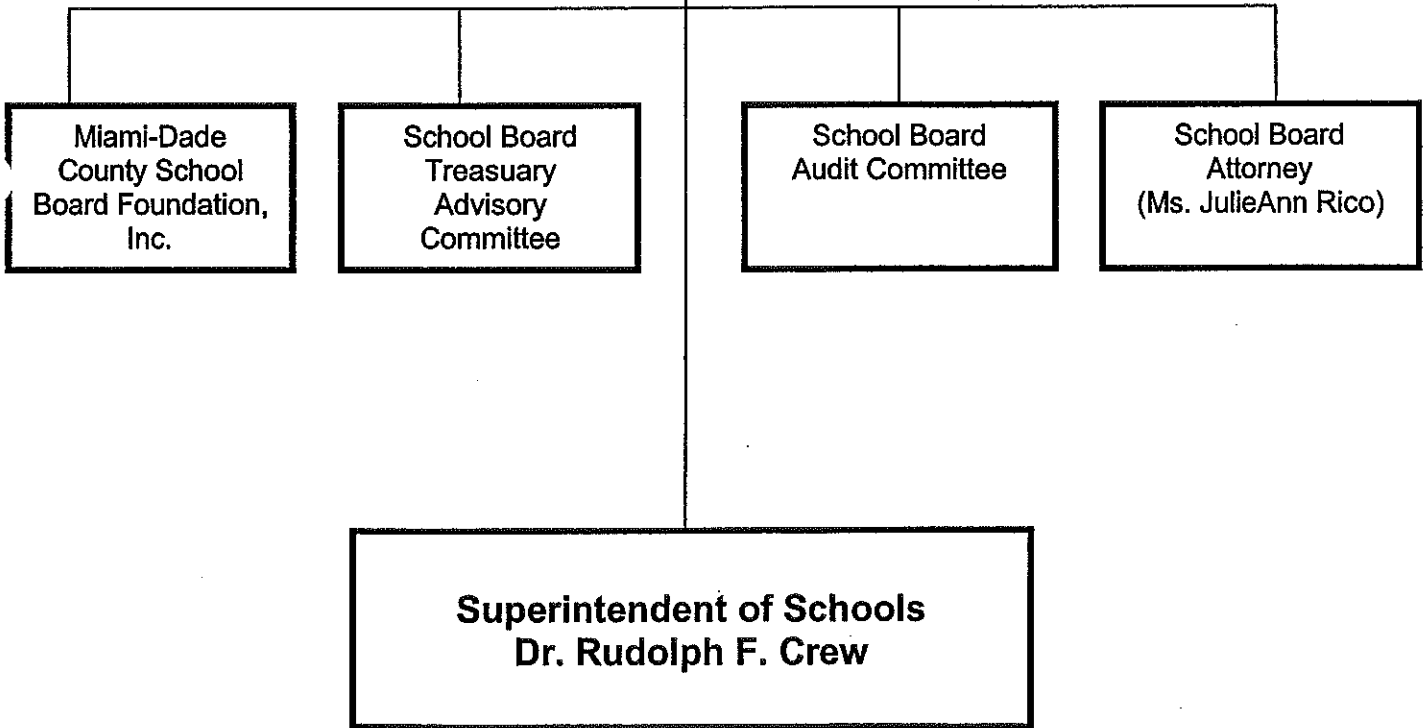 Miami-Dade
County School
Board Foundation,
Inc.
School Board
Treasuary
Advisory
Committee
School Board
Audit Committee
School Board
Attorney
(Ms. JulieAnn Rico)
Superintendent of Schools
Dr. Rudolph F. Crew